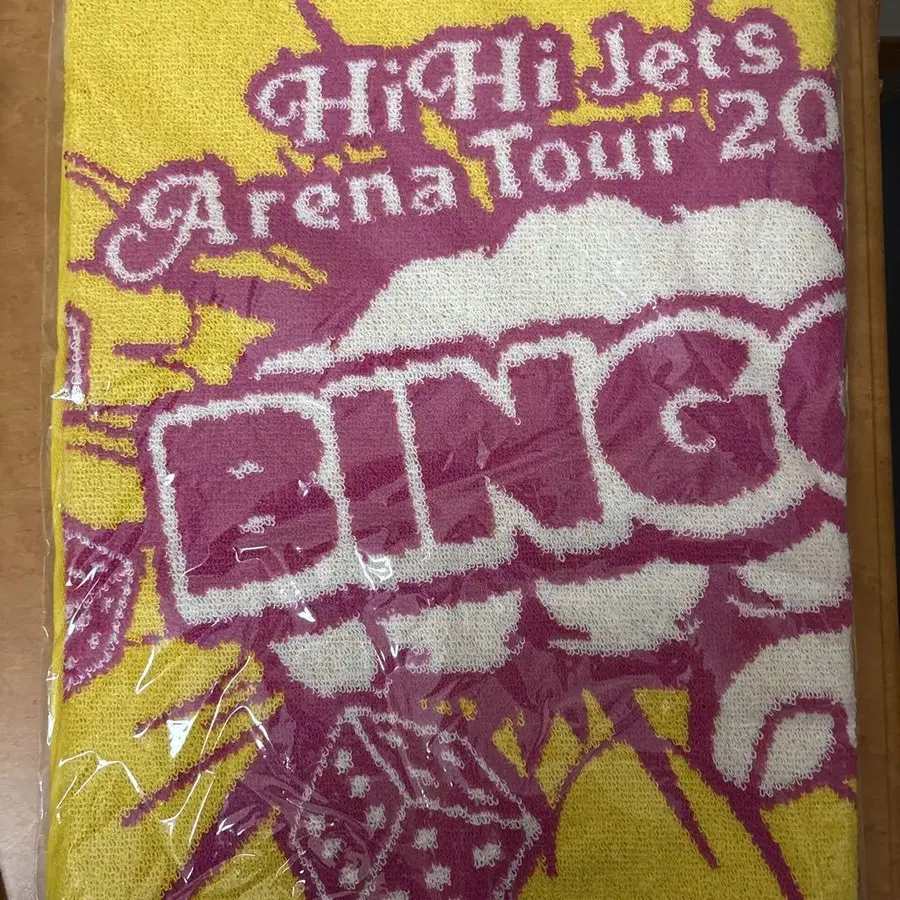 HiHi Jets
Arena Tour 20
BING